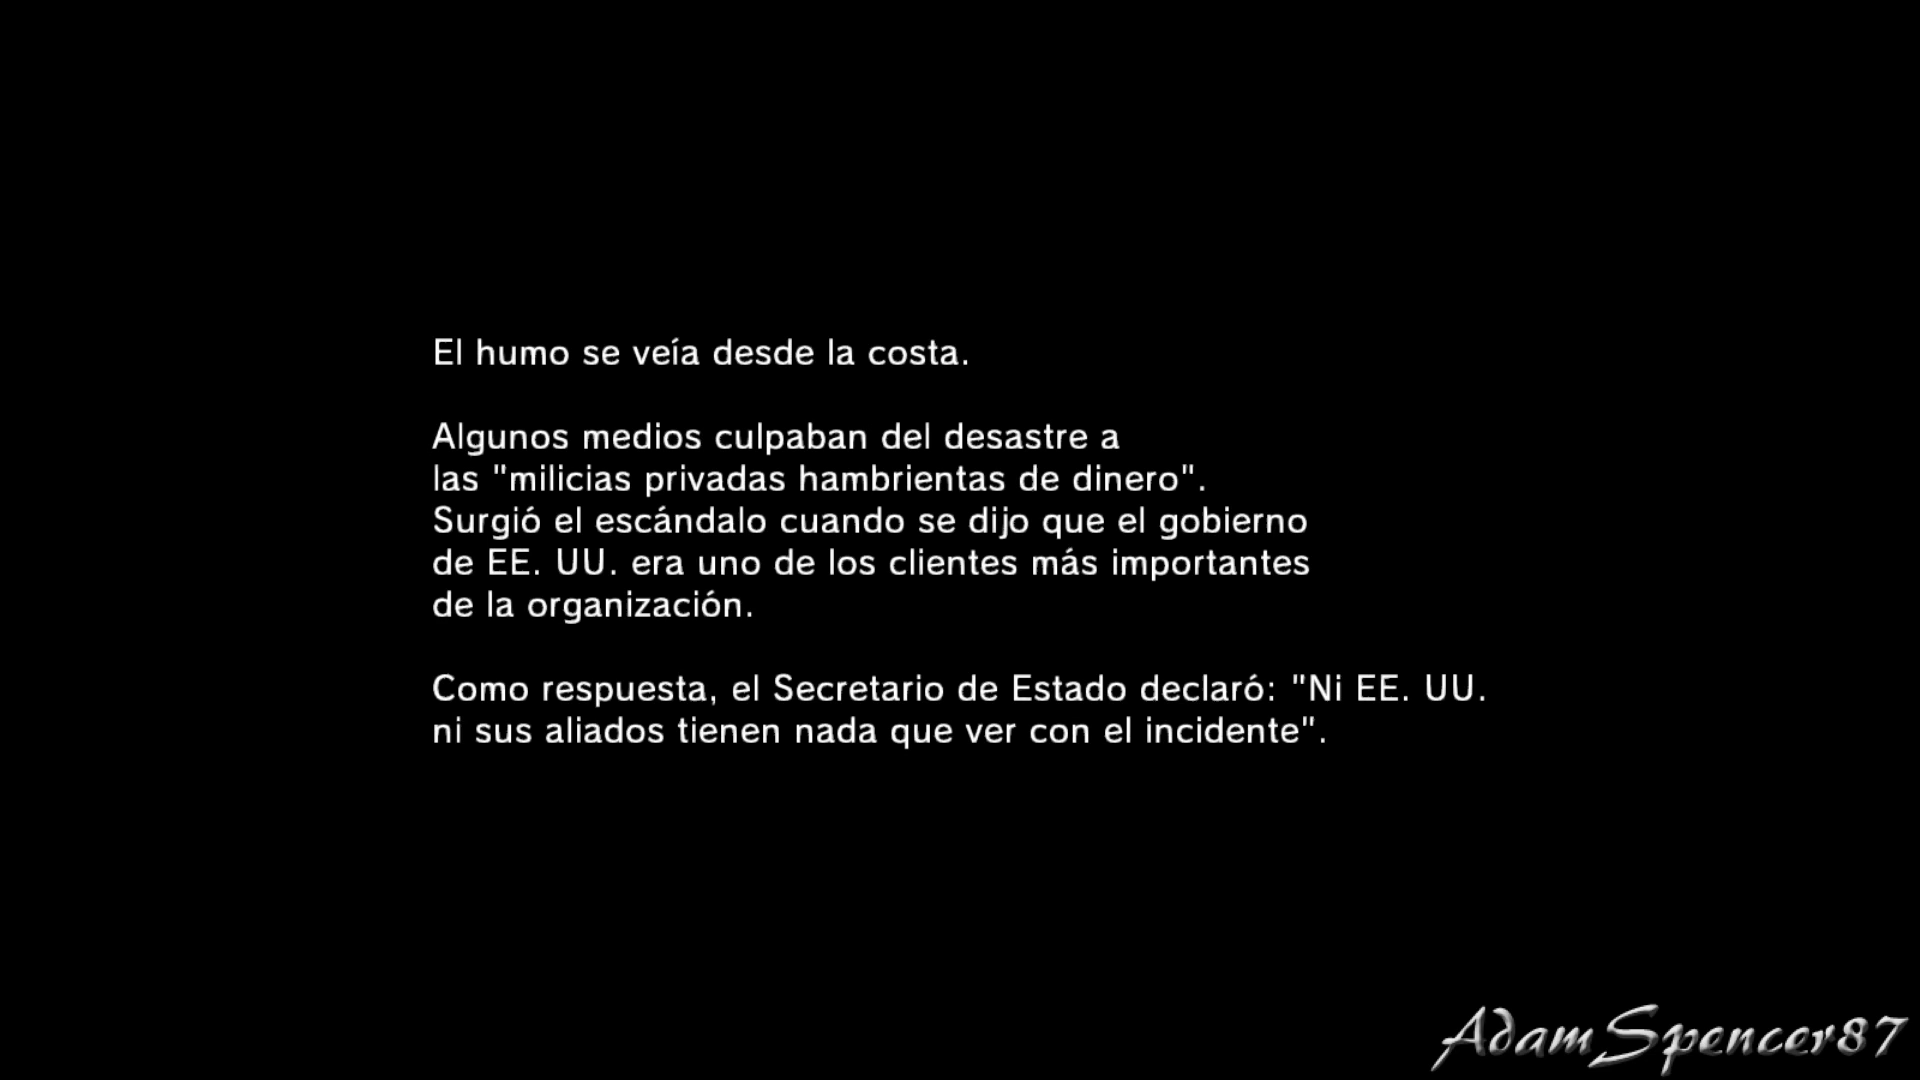 El humo se veía desde la costa.
Algunos medios culpaban del desastre a
las "milicias privadas hambrientas de dinero".
Surgió el escándalo cuando se dijo que el gobierno
de EE. UU. era uno de los clientes más importantes
de la organización.
Como respuesta, el Secretario de Estado declaró: "Ni EE. UU.
ni sus aliados tienen nada que ver con el incidente".
AdamSpencer87